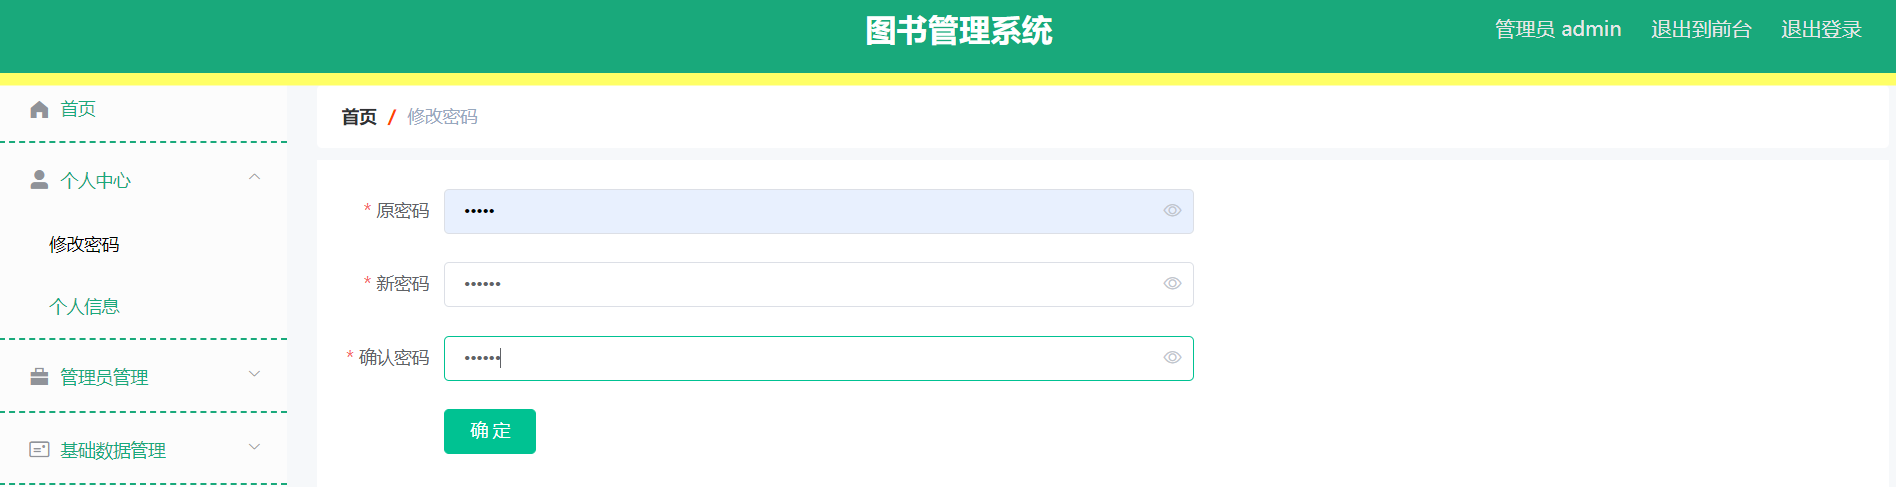 图书管理系统
管理员 admin 退出到前台 退出登录
首页
个人中心
修改密码
个人信息
管理员管理
基础数据管理
首页 / 修改密码
* 原密码 •••••
* 新密码 ••••••
* 确认密码 ••••••
确 定